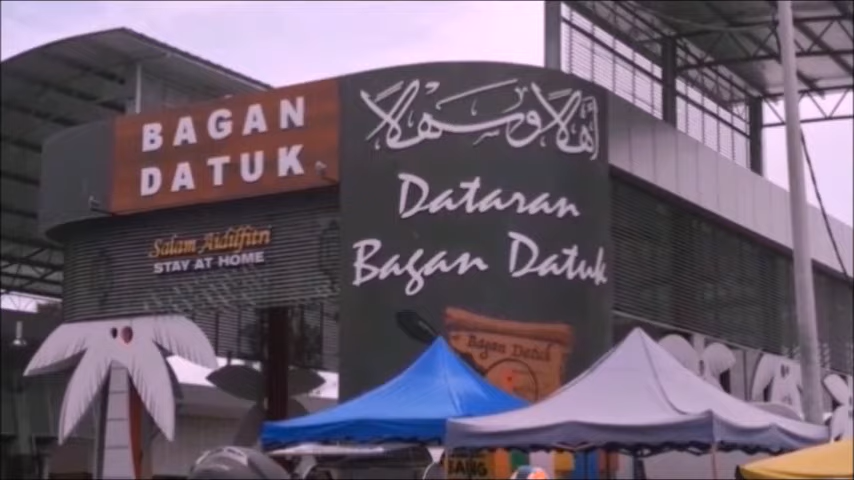 BAGAN
DATUK
Salam Aidilfitri
STAY AT HOME
أهلا وسهلا
Dataran
Bagan Datuk
Bagan Datuk